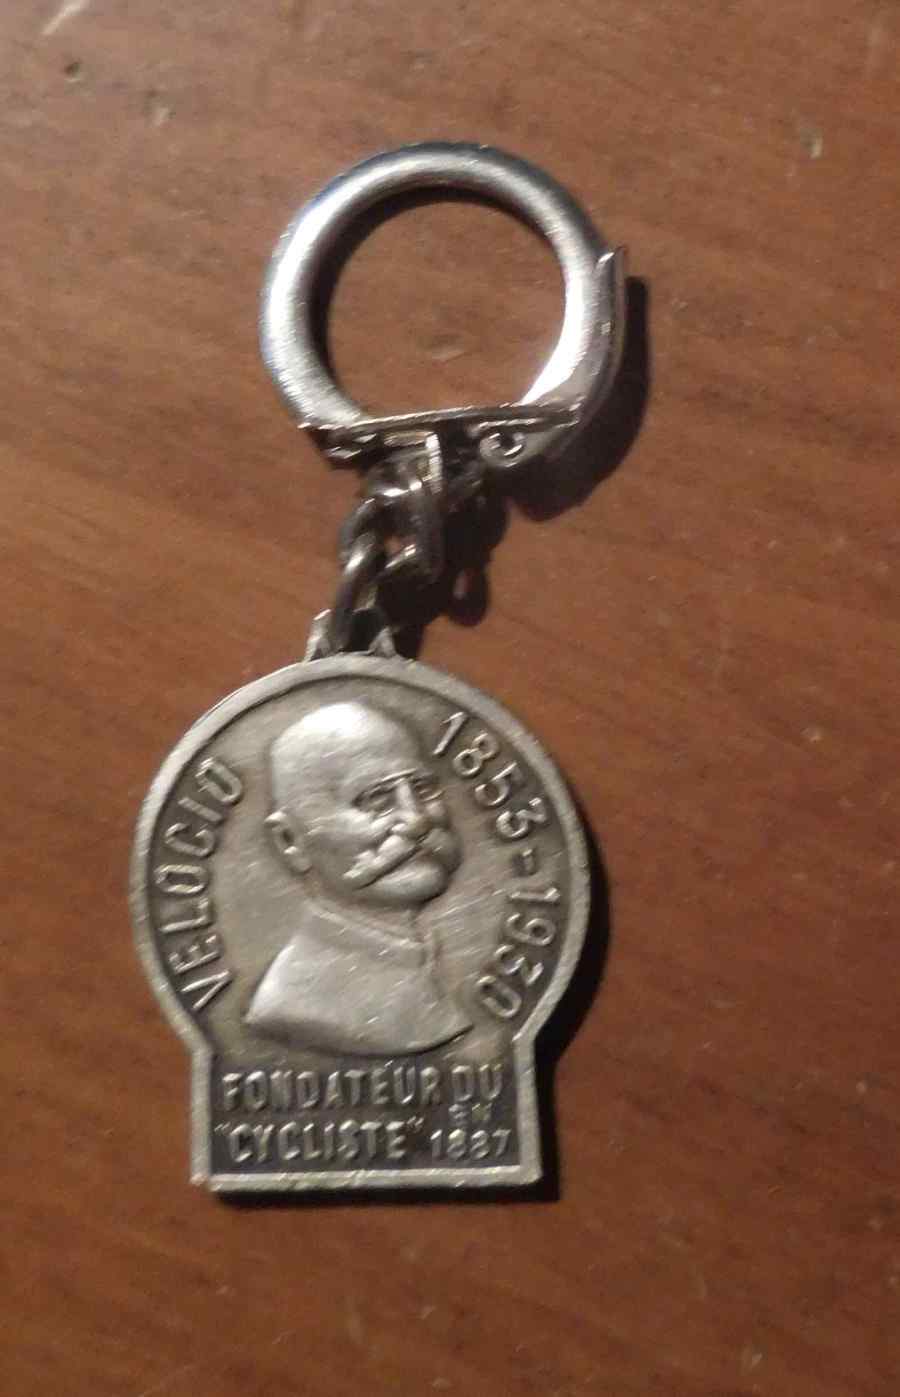 VELOCIO
1853-1930
FONDATEUR DU
EN
"CYCLISTE" 1887